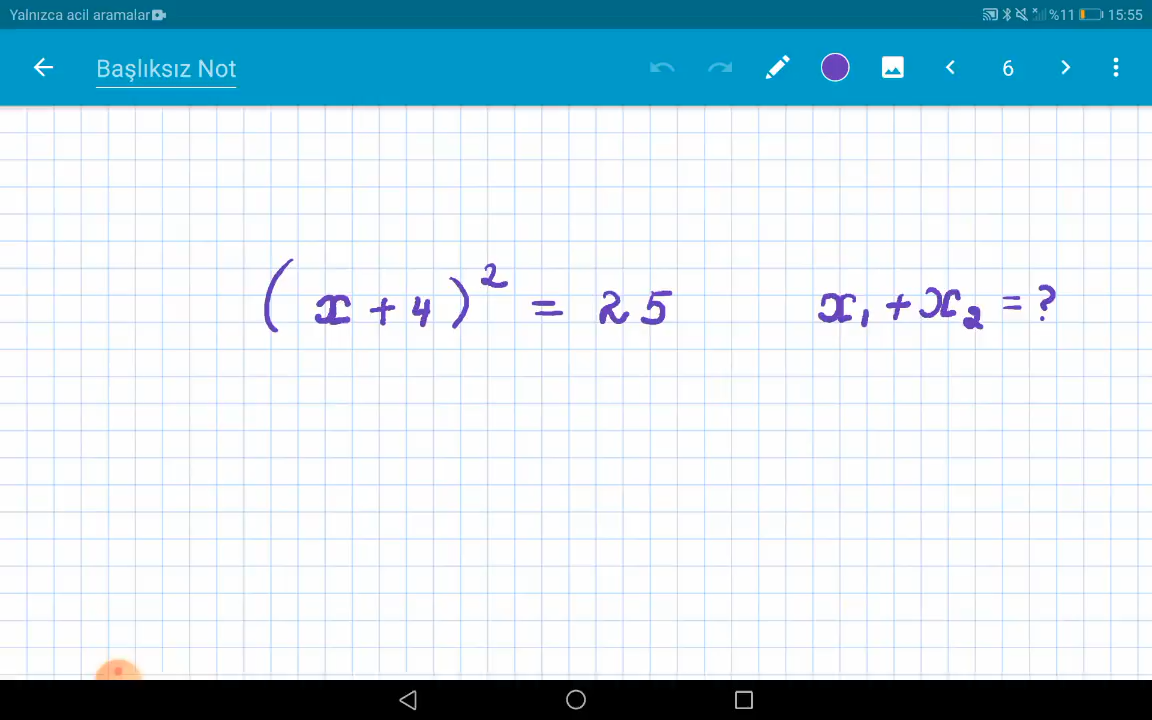 Yalnızca acil aramalar %11 15:55
Başlıksız Not 6
(x+4)² = 25 x₁+x₂ = ?